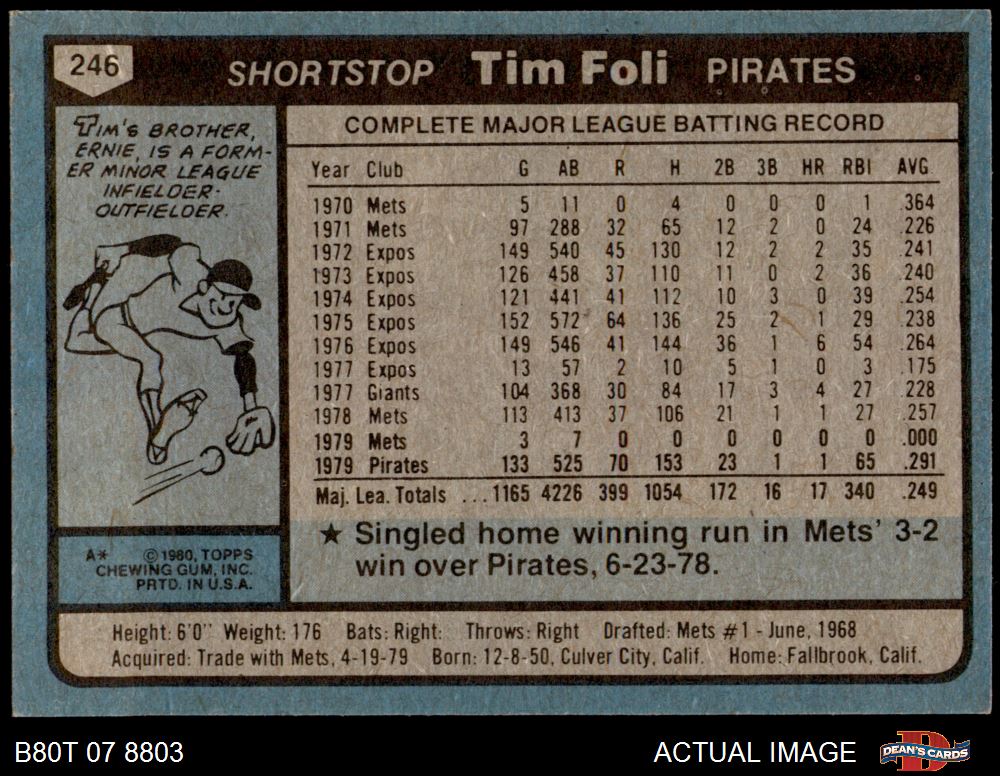 246
SHORTSTOP Tim Foli PIRATES
TIM'S BROTHER,
ERNIE, IS A FORM-
ER MINOR LEAGUE
INFIELDER-
OUTFIELDER.
COMPLETE MAJOR LEAGUE BATTING RECORD
Year Club G AB R H 2B 3B HR RBI AVG
1970 Mets 5 11 0 4 0 0 0 1 .364
1971 Mets 97 288 32 65 12 2 0 24 .226
1972 Expos 149 540 45 130 12 2 2 35 .241
1973 Expos 126 458 37 110 11 0 2 36 .240
1974 Expos 121 441 41 112 10 3 0 39 .254
1975 Expos 152 572 64 136 25 2 1 29 .238
1976 Expos 149 546 41 144 36 1 6 54 .264
1977 Expos 13 57 2 10 5 1 0 3 .175
1977 Giants 104 368 30 84 17 3 4 27 .228
1978 Mets 113 413 37 106 21 1 1 27 .257
1979 Mets 3 7 0 0 0 0 0 0 .000
1979 Pirates 133 525 70 153 23 1 1 65 .291
Maj. Lea. Totals ...1165 4226 399 1054 172 16 17 340 .249
★ Singled home winning run in Mets' 3-2
win over Pirates, 6-23-78.
A* © 1980, TOPPS
CHEWING GUM, INC.
PRTD. IN U.S.A.
Height: 6'0" Weight: 176 Bats: Right: Throws: Right Drafted: Mets #1 - June, 1968
Acquired: Trade with Mets, 4-19-79 Born: 12-8-50, Culver City, Calif. Home: Fallbrook, Calif.
B80T 07 8803 ACTUAL IMAGE DEAN'S CARDS